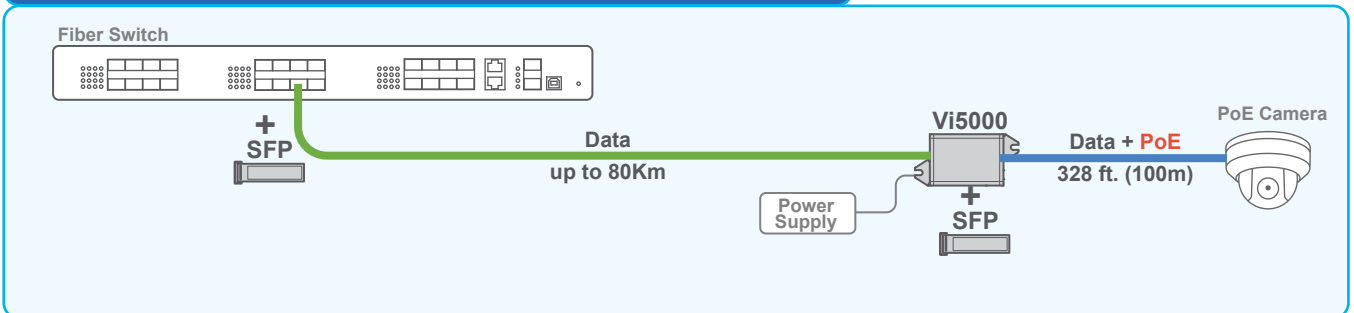 Fiber Switch
+
SFP
Data
up to 80Km
Vi5000
Power
Supply
+
SFP
Data + PoE
328 ft. (100m)
PoE Camera